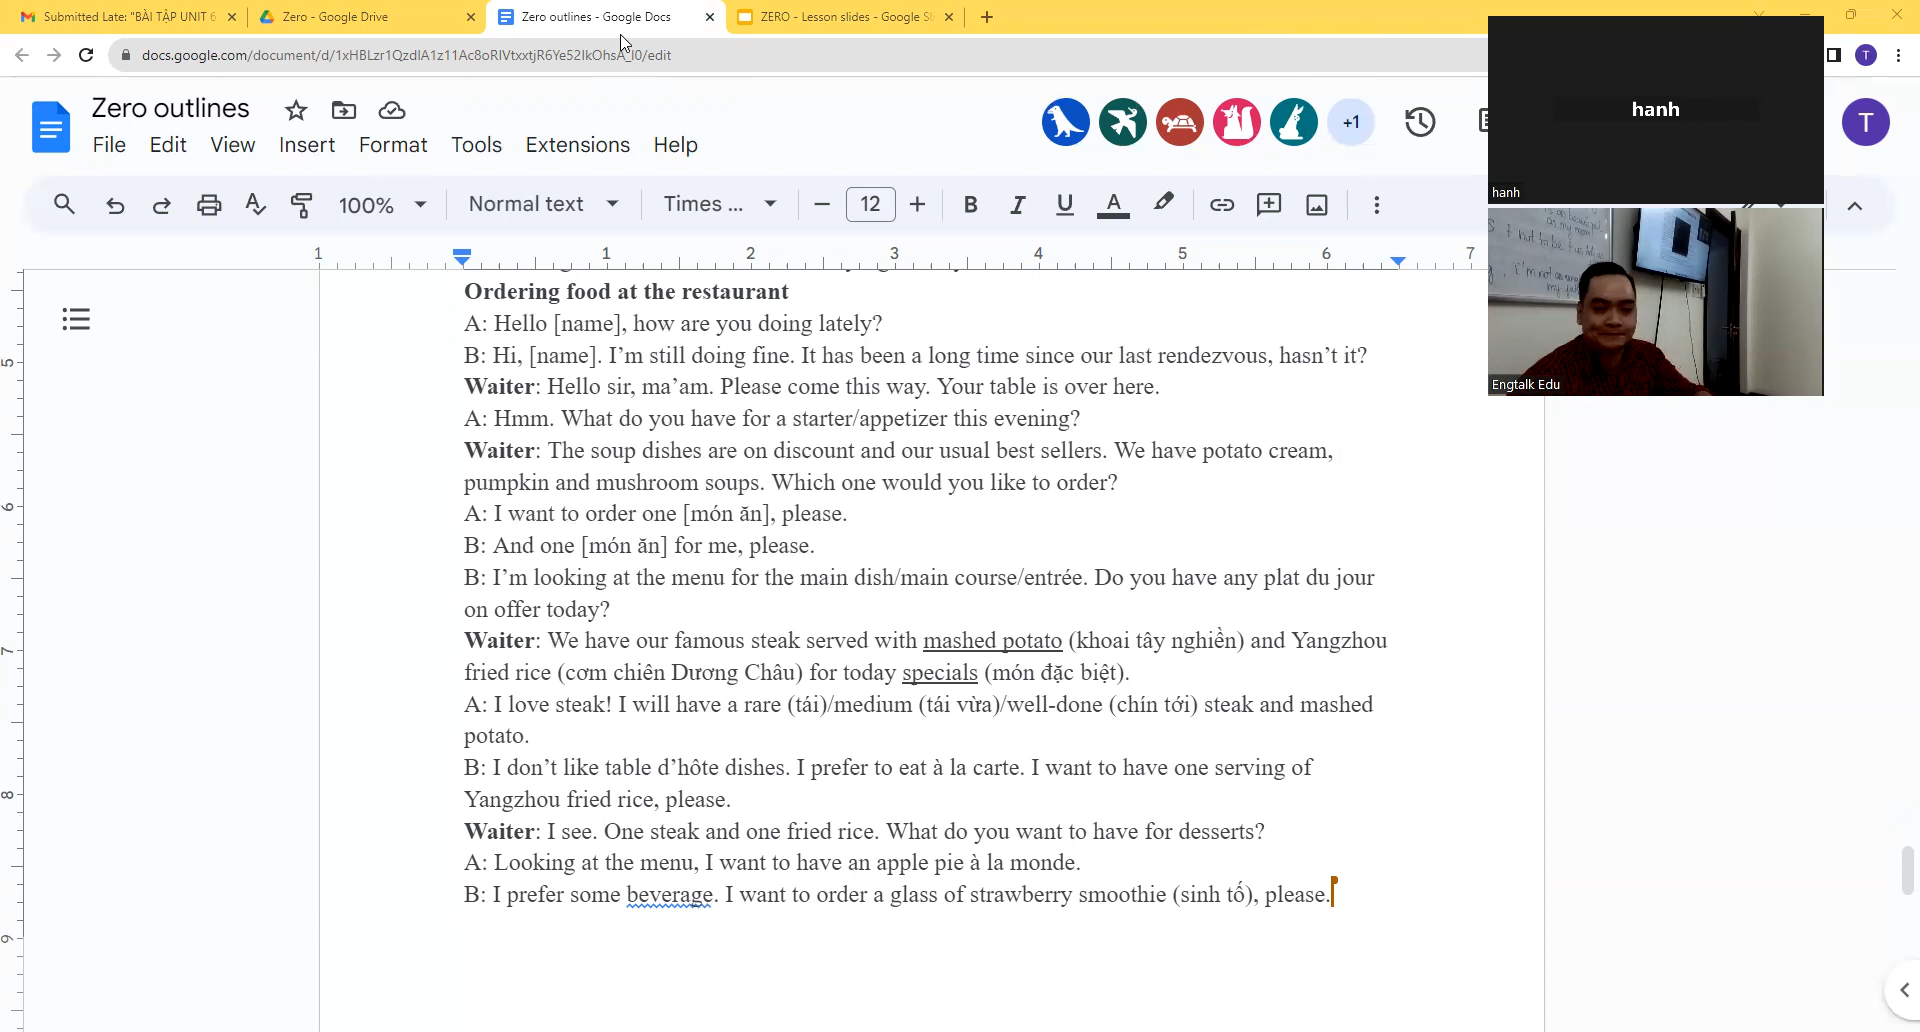 Submitted Late: "BÀI TẬP UNIT 6
Zero - Google Drive
Zero outlines - Google Docs
ZERO - Lesson slides - Google Sl
docs.google.com/document/d/1xHBLzr1QzdIA1z11Ac8oRIVtxxtjR6Ye52IkOhsA_I0/edit
Zero outlines
File Edit View Insert Format Tools Extensions Help
+1
T
T
100% Normal text Times ... 12 B I U A
1 1 2 3 4 5 6 7
5
6
7
8
9
Ordering food at the restaurant
A: Hello [name], how are you doing lately?
B: Hi, [name]. I’m still doing fine. It has been a long time since our last rendezvous, hasn’t it?
Waiter: Hello sir, ma’am. Please come this way. Your table is over here.
A: Hmm. What do you have for a starter/appetizer this evening?
Waiter: The soup dishes are on discount and our usual best sellers. We have potato cream,
pumpkin and mushroom soups. Which one would you like to order?
A: I want to order one [món ăn], please.
B: And one [món ăn] for me, please.
B: I’m looking at the menu for the main dish/main course/entrée. Do you have any plat du jour
on offer today?
Waiter: We have our famous steak served with mashed potato (khoai tây nghiền) and Yangzhou
fried rice (cơm chiên Dương Châu) for today specials (món đặc biệt).
A: I love steak! I will have a rare (tái)/medium (tái vừa)/well-done (chín tới) steak and mashed
potato.
B: I don’t like table d’hôte dishes. I prefer to eat à la carte. I want to have one serving of
Yangzhou fried rice, please.
Waiter: I see. One steak and one fried rice. What do you want to have for desserts?
A: Looking at the menu, I want to have an apple pie à la monde.
B: I prefer some beverage. I want to order a glass of strawberry smoothie (sinh tố), please.
hanh
hanh
Engtalk Edu